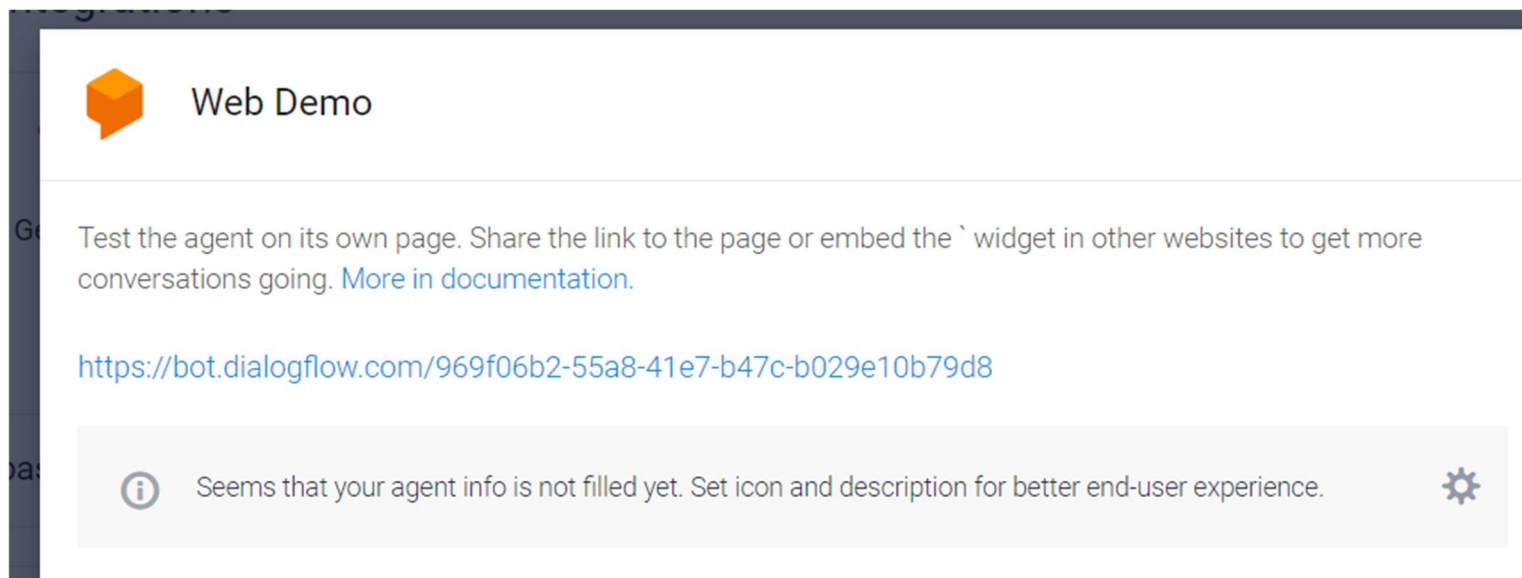 Web Demo
Test the agent on its own page. Share the link to the page or embed the ` widget in other websites to get more
conversations going. More in documentation.
https://bot.dialogflow.com/969f06b2-55a8-41e7-b47c-b029e10b79d8
Seems that your agent info is not filled yet. Set icon and description for better end-user experience.